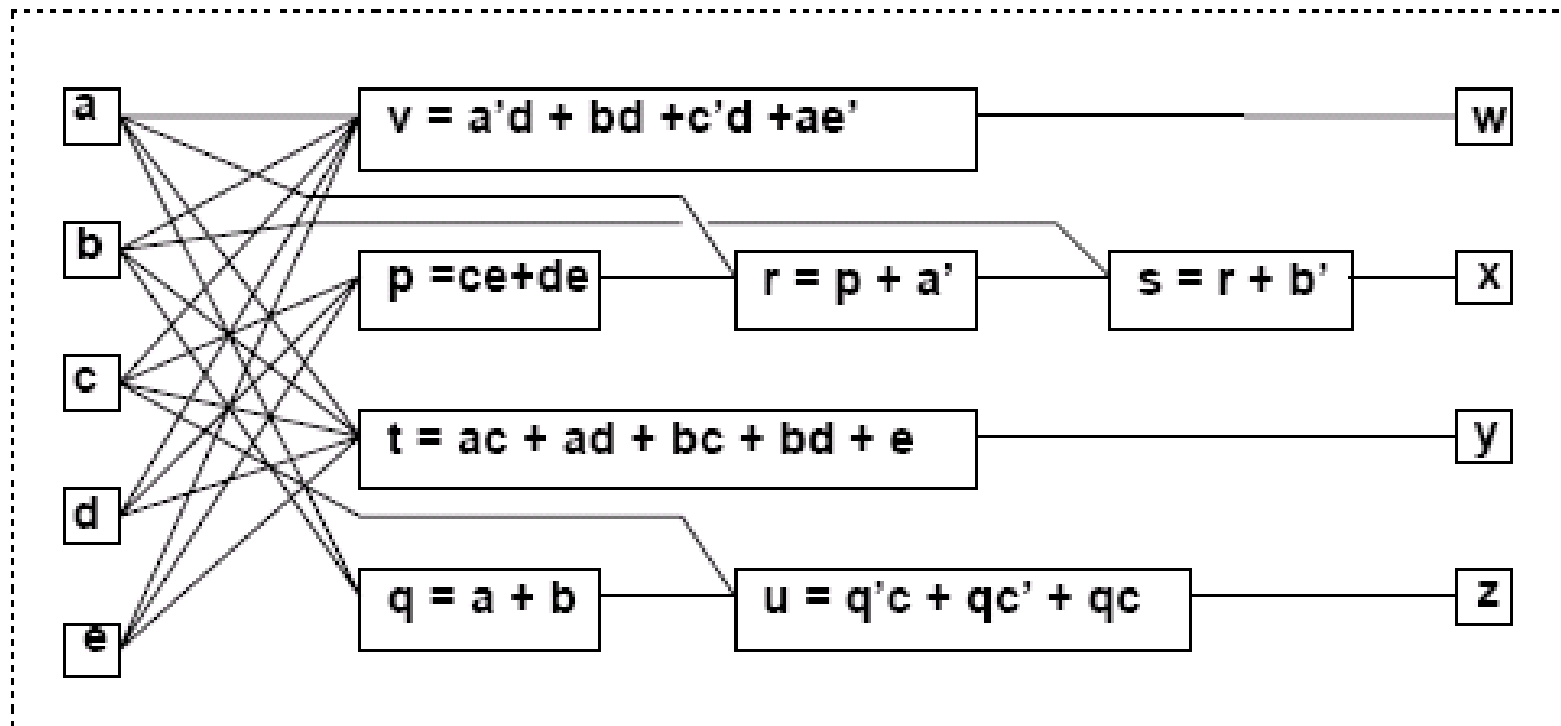 a
v = a’d + bd +c’d +ae’
w
b
p =ce+de
r = p + a’
s = r + b’
x
c
t = ac + ad + bc + bd + e
y
d
q = a + b
u = q’c + qc’ + qc
z
e